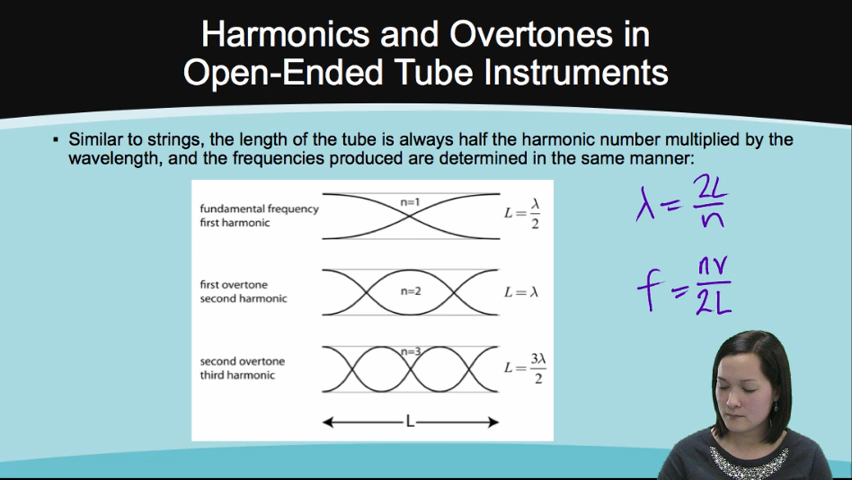 Harmonics and Overtones in
Open-Ended Tube Instruments
▪ Similar to strings, the length of the tube is always half the harmonic number multiplied by the
wavelength, and the frequencies produced are determined in the same manner:
fundamental frequency
first harmonic
n=1
L = λ/2
first overtone
second harmonic
n=2
L = λ
second overtone
third harmonic
n=3
L = 3λ/2
L
λ = 2L/n
f = nv/2L